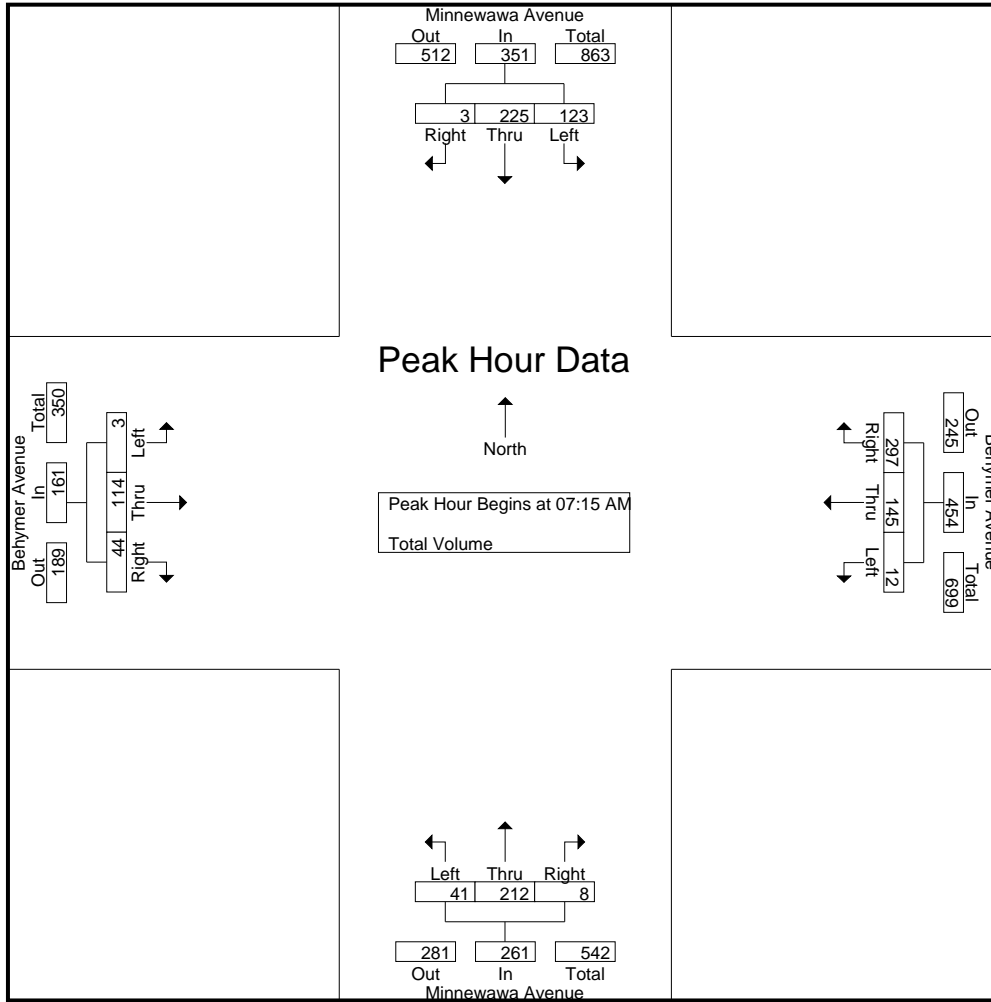 Minnewawa Avenue
Out In Total
512 351 863
3 225 123
Right Thru Left
Peak Hour Data
North
Peak Hour Begins at 07:15 AM
Total Volume
Behymer Avenue
Out In Total
189 161 350
Left Thru Right
3 114 44
Behymer Avenue
Out In Total
245 454 699
Right Thru Left
297 145 12
Left Thru Right
41 212 8
281 261 542
Out In Total
Minnewawa Avenue